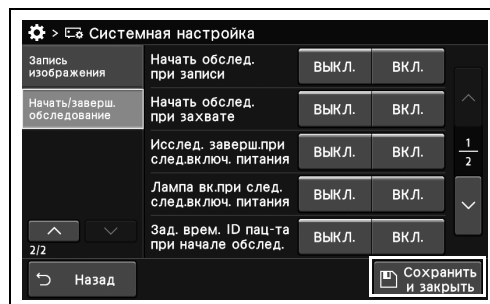 > Системная настройка
Запись
изображения
Начать/заверш.
обследование
2/2
Начать обслед.
при записи
ВЫКЛ.
ВКЛ.
Начать обслед.
при захвате
ВЫКЛ.
ВКЛ.
Исслед. заверш.при
след.включ. питания
ВЫКЛ.
ВКЛ.
Лампа вк.при след.
след.включ. питания
ВЫКЛ.
ВКЛ.
Зад. врем. ID пац-та
при начале обслед.
ВЫКЛ.
ВКЛ.
1
2
Назад
Сохранить
и закрыть